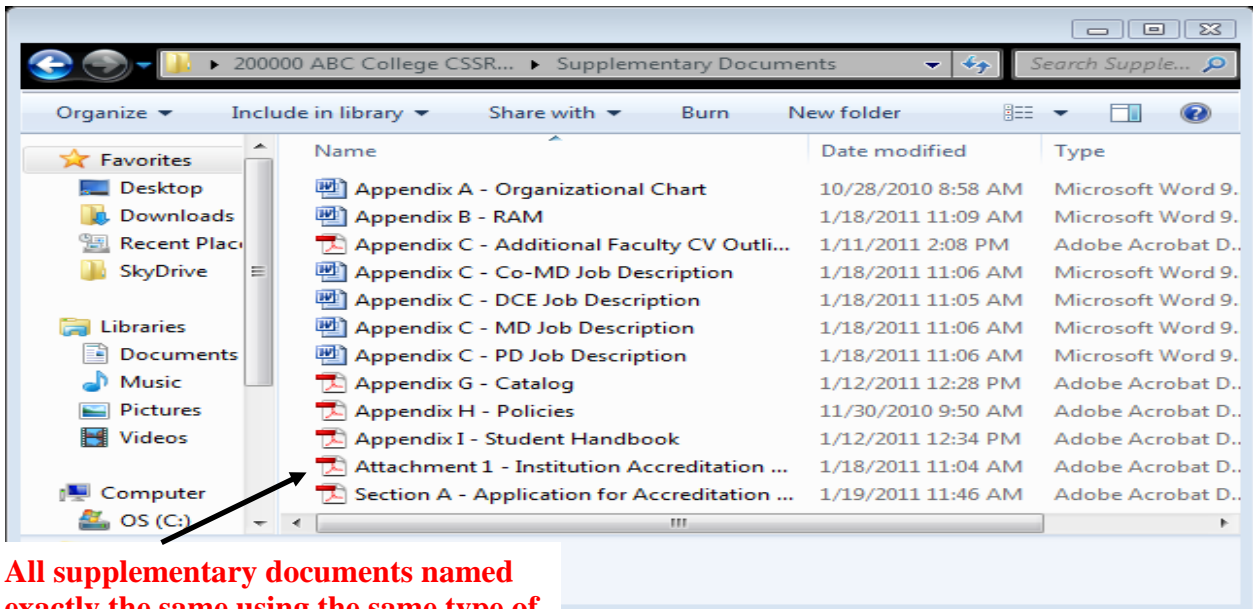 200000 ABC College CSSR... Supplementary Documents Search Supple...
Organize Include in library Share with Burn New folder
Favorites
Desktop
Downloads
Recent Plac
SkyDrive
Libraries
Documents
Music
Pictures
Videos
Computer
OS (C:)
Name Date modified Type
Appendix A - Organizational Chart 10/28/2010 8:58 AM Microsoft Word 9.
Appendix B - RAM 1/18/2011 11:09 AM Microsoft Word 9.
Appendix C - Additional Faculty CV Outli... 1/11/2011 2:08 PM Adobe Acrobat D..
Appendix C - Co-MD Job Description 1/18/2011 11:06 AM Microsoft Word 9.
Appendix C - DCE Job Description 1/18/2011 11:05 AM Microsoft Word 9.
Appendix C - MD Job Description 1/18/2011 11:06 AM Microsoft Word 9.
Appendix C - PD Job Description 1/18/2011 11:06 AM Microsoft Word 9.
Appendix G - Catalog 1/12/2011 12:28 PM Adobe Acrobat D..
Appendix H - Policies 11/30/2010 9:50 AM Adobe Acrobat D..
Appendix I - Student Handbook 1/12/2011 12:34 PM Adobe Acrobat D..
Attachment 1 - Institution Accreditation ... 1/18/2011 11:04 AM Adobe Acrobat D..
Section A - Application for Accreditation ... 1/19/2011 11:46 AM Adobe Acrobat D..
All supplementary documents named
exactly the same using the same type of